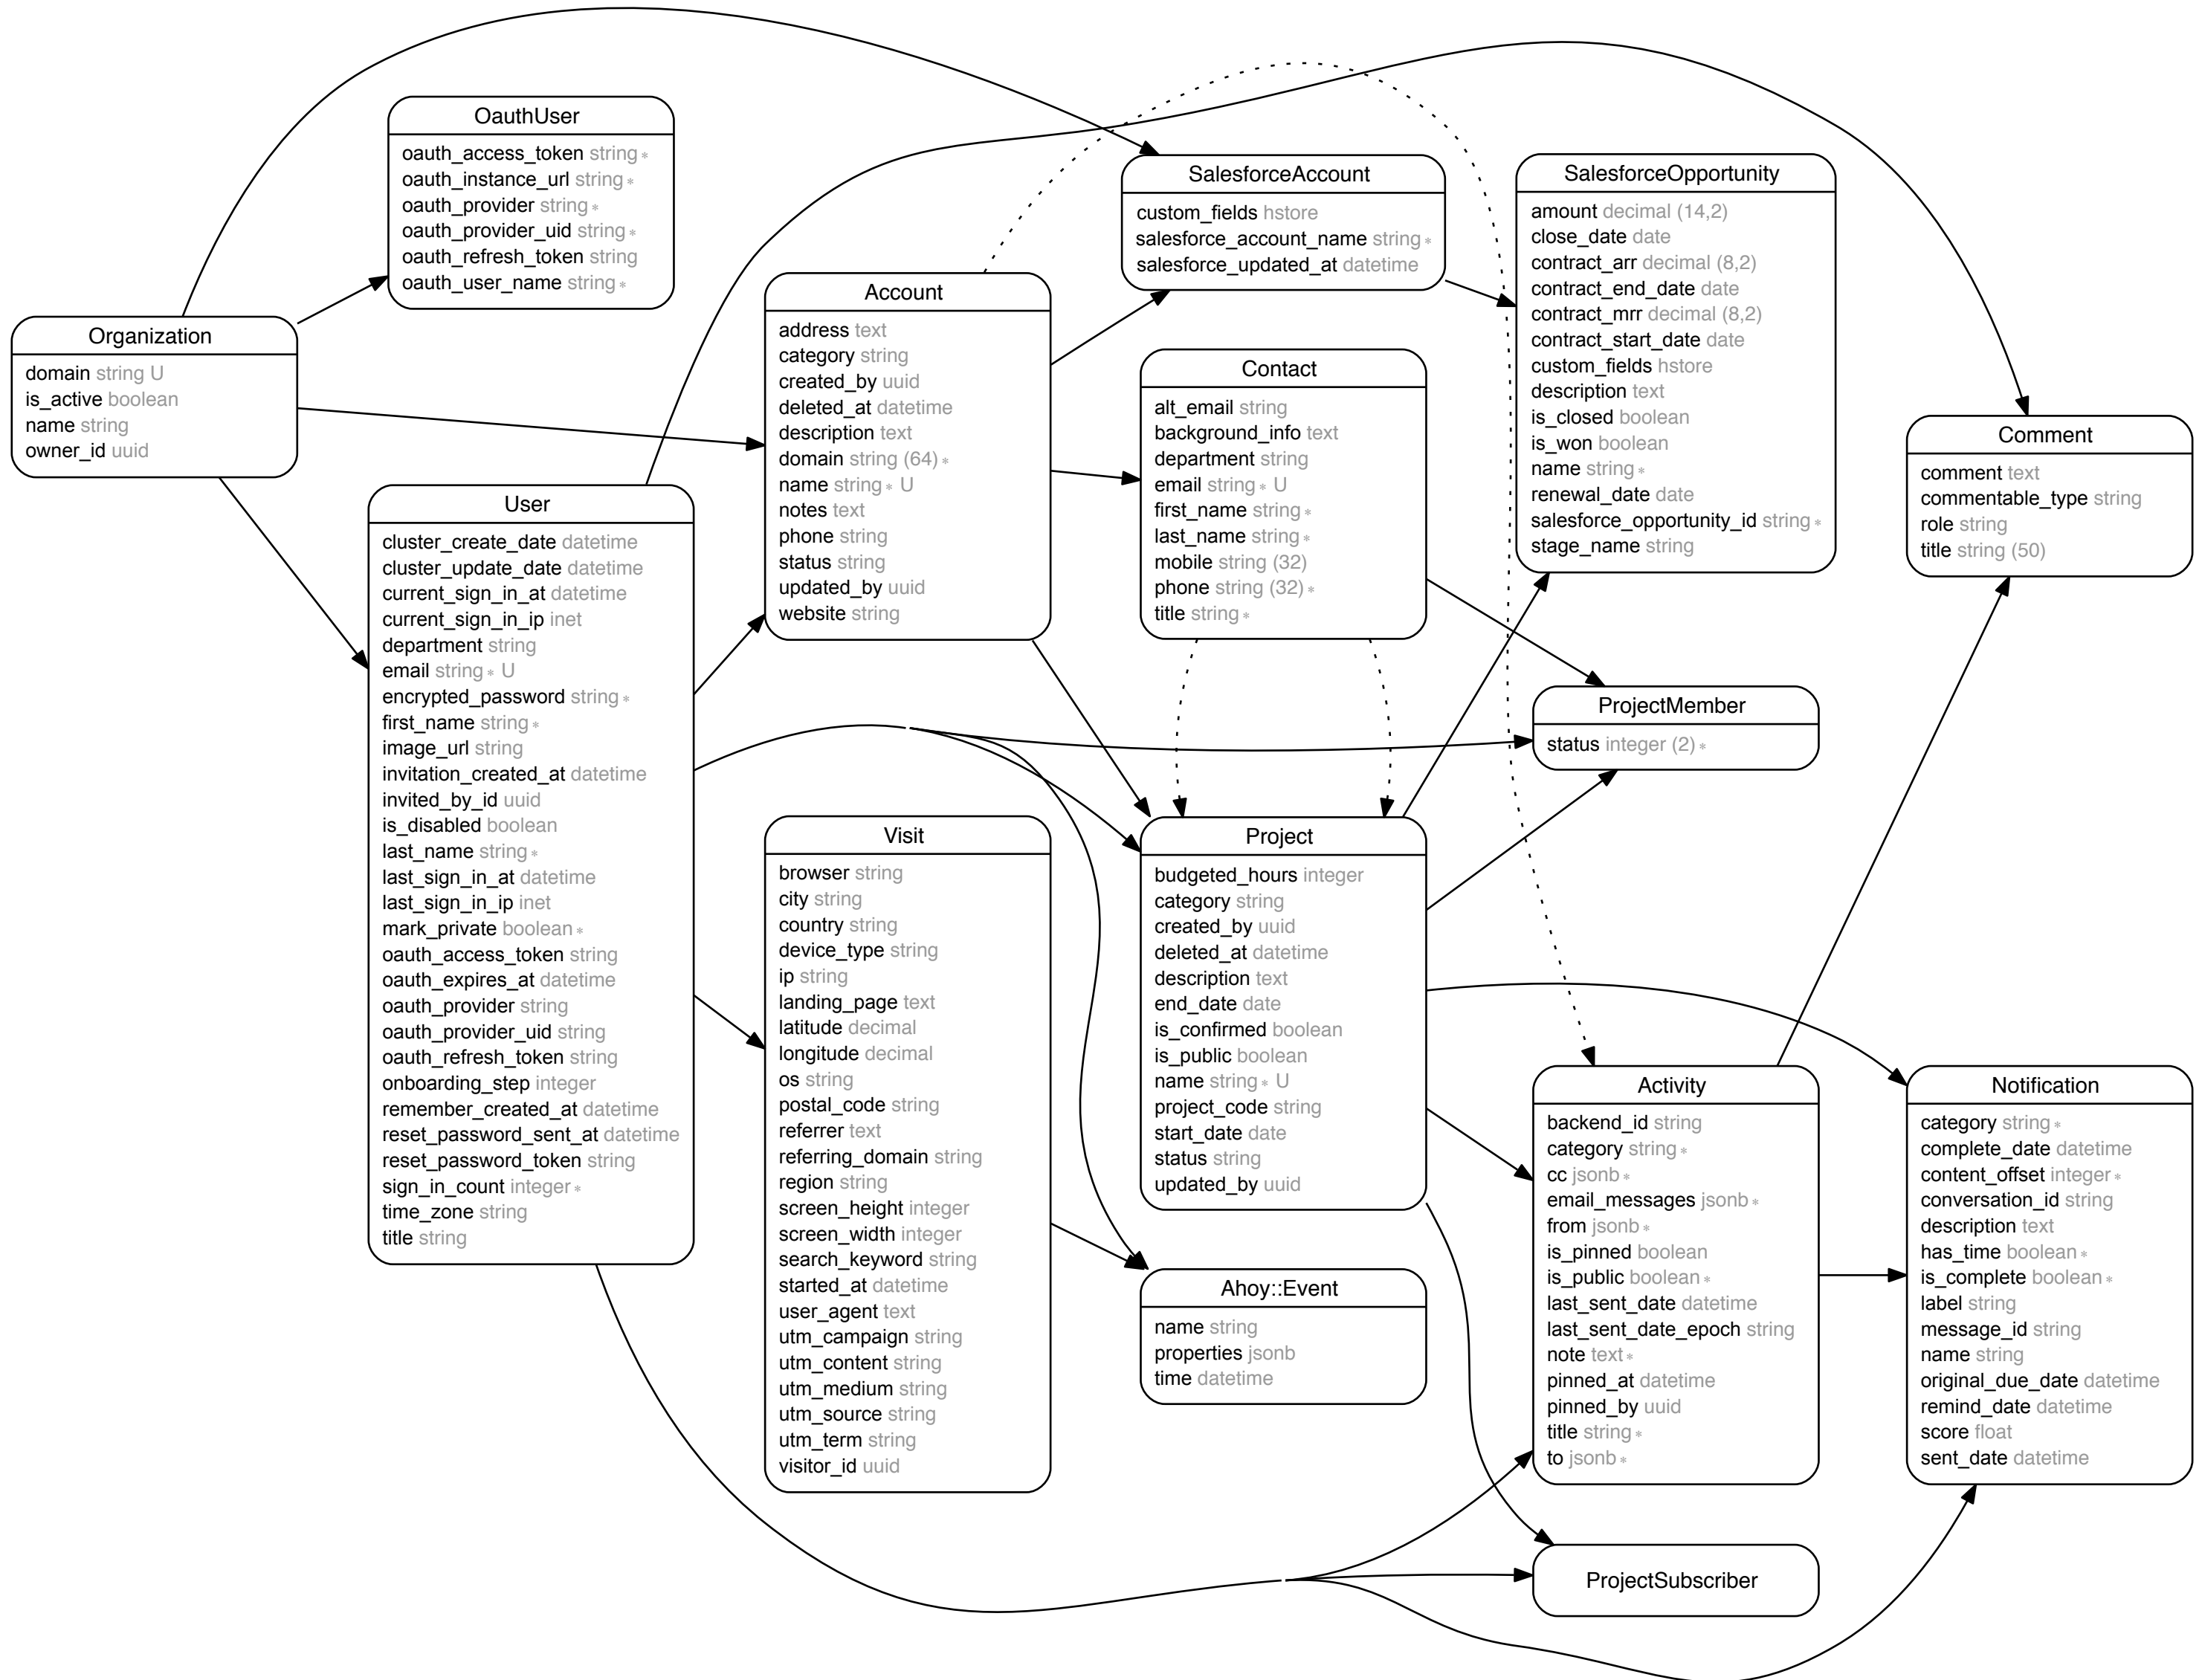 OauthUser
oauth_access_token string ∗
oauth_instance_url string ∗
oauth_provider string ∗
oauth_provider_uid string ∗
oauth_refresh_token string
oauth_user_name string ∗
Organization
domain string U
is_active boolean
name string
owner_id uuid
User
cluster_create_date datetime
cluster_update_date datetime
current_sign_in_at datetime
current_sign_in_ip inet
department string
email string ∗ U
encrypted_password string ∗
first_name string ∗
image_url string
invitation_created_at datetime
invited_by_id uuid
is_disabled boolean
last_name string ∗
last_sign_in_at datetime
last_sign_in_ip inet
mark_private boolean ∗
oauth_access_token string
oauth_expires_at datetime
oauth_provider string
oauth_provider_uid string
oauth_refresh_token string
onboarding_step integer
remember_created_at datetime
reset_password_sent_at datetime
reset_password_token string
sign_in_count integer ∗
time_zone string
title string
Account
address text
category string
created_by uuid
deleted_at datetime
description text
domain string (64) ∗
name string ∗ U
notes text
phone string
status string
updated_by uuid
website string
Visit
browser string
city string
country string
device_type string
ip string
landing_page text
latitude decimal
longitude decimal
os string
postal_code string
referrer text
referring_domain string
region string
screen_height integer
screen_width integer
search_keyword string
started_at datetime
user_agent text
utm_campaign string
utm_content string
utm_medium string
utm_source string
utm_term string
visitor_id uuid
SalesforceAccount
custom_fields hstore
salesforce_account_name string ∗
salesforce_updated_at datetime
Contact
alt_email string
background_info text
department string
email string ∗ U
first_name string ∗
last_name string ∗
mobile string (32)
phone string (32) ∗
title string ∗
Project
budgeted_hours integer
category string
created_by uuid
deleted_at datetime
description text
end_date date
is_confirmed boolean
is_public boolean
name string ∗ U
project_code string
start_date date
status string
updated_by uuid
Ahoy::Event
name string
properties jsonb
time datetime
SalesforceOpportunity
amount decimal (14,2)
close_date date
contract_arr decimal (8,2)
contract_end_date date
contract_mrr decimal (8,2)
contract_start_date date
custom_fields hstore
description text
is_closed boolean
is_won boolean
name string ∗
renewal_date date
salesforce_opportunity_id string ∗
stage_name string
ProjectMember
status integer (2) ∗
Activity
backend_id string
category string ∗
cc jsonb ∗
email_messages jsonb ∗
from jsonb ∗
is_pinned boolean
is_public boolean ∗
last_sent_date datetime
last_sent_date_epoch string
note text ∗
pinned_at datetime
pinned_by uuid
title string ∗
to jsonb ∗
ProjectSubscriber
Comment
comment text
commentable_type string
role string
title string (50)
Notification
category string ∗
complete_date datetime
content_offset integer ∗
conversation_id string
description text
has_time boolean ∗
is_complete boolean ∗
label string
message_id string
name string
original_due_date datetime
remind_date datetime
score float
sent_date datetime